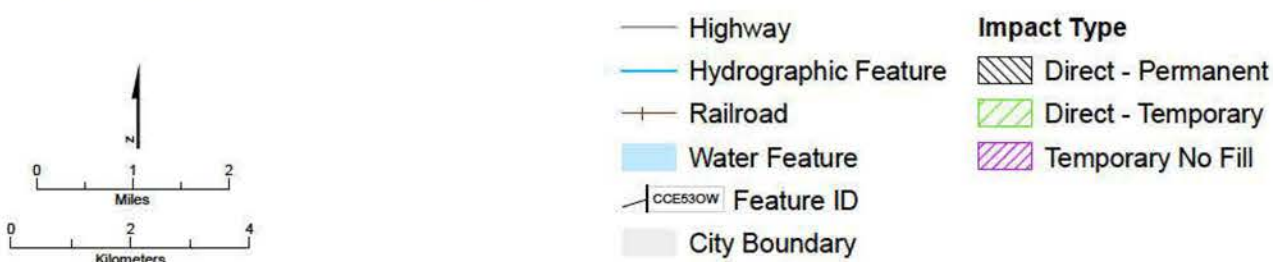 N
0 1 2
Miles
0 2 4
Kilometers
Highway
Hydrographic Feature
Railroad
Water Feature
CCE53OW Feature ID
City Boundary
Impact Type
Direct - Permanent
Direct - Temporary
Temporary No Fill